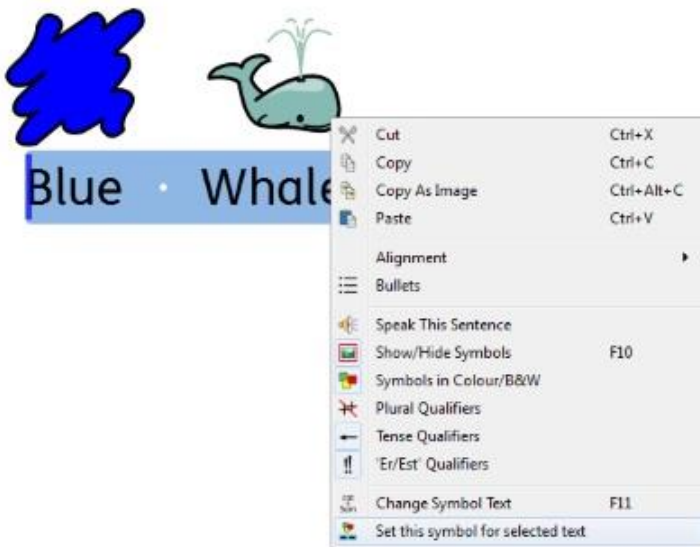 Blue · Whale
Cut Ctrl+X
Copy Ctrl+C
Copy As Image Ctrl+Alt+C
Paste Ctrl+V
Alignment
Bullets
Speak This Sentence
Show/Hide Symbols F10
Symbols in Colour/B&W
Plural Qualifiers
Tense Qualifiers
'Er/Est' Qualifiers
Change Symbol Text F11
Set this symbol for selected text